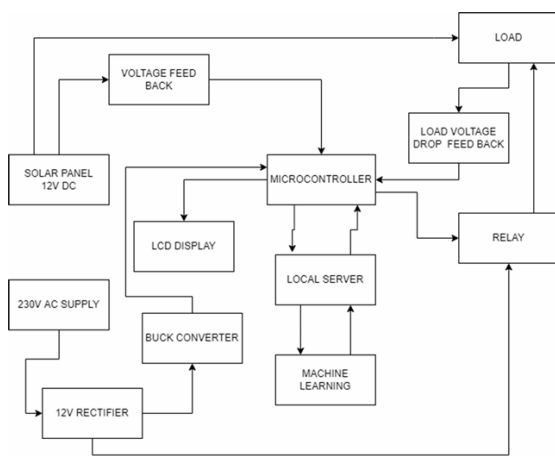 LOAD
VOLTAGE FEED
BACK
LOAD VOLTAGE
DROP FEED BACK
SOLAR PANEL
12V DC
MICROCONTROLLER
LCD DISPLAY
RELAY
LOCAL SERVER
230V AC SUPPLY
BUCK CONVERTER
MACHINE
LEARNING
12V RECTIFIER